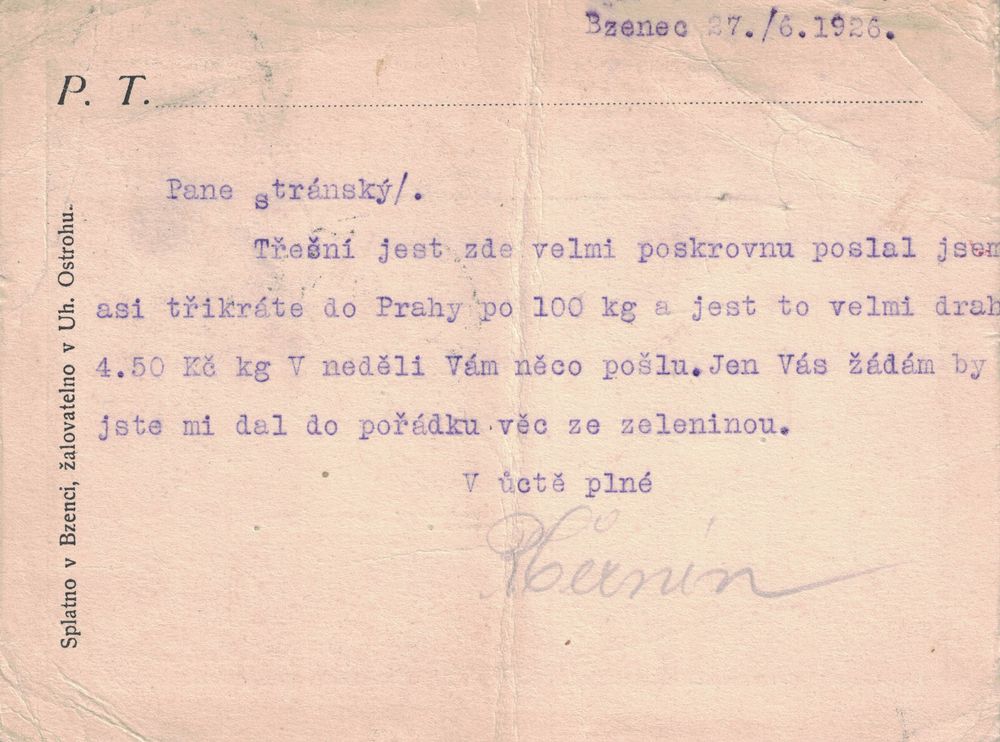 Bzenec 27./6.1926.
P. T.
Pane stránský/.
Třešní jest zde velmi poskrovnu poslal jsem
asi třikráte do Prahy po 100 kg a jest to velmi drah
4.50 Kč kg V neděli Vám něco pošlu.Jen Vás žádám by
jste mi dal do pořádku věc ze zeleninou.
V ůctě plné
Splatno v Bzenci, žalovatelno v Uh. Ostrohu.